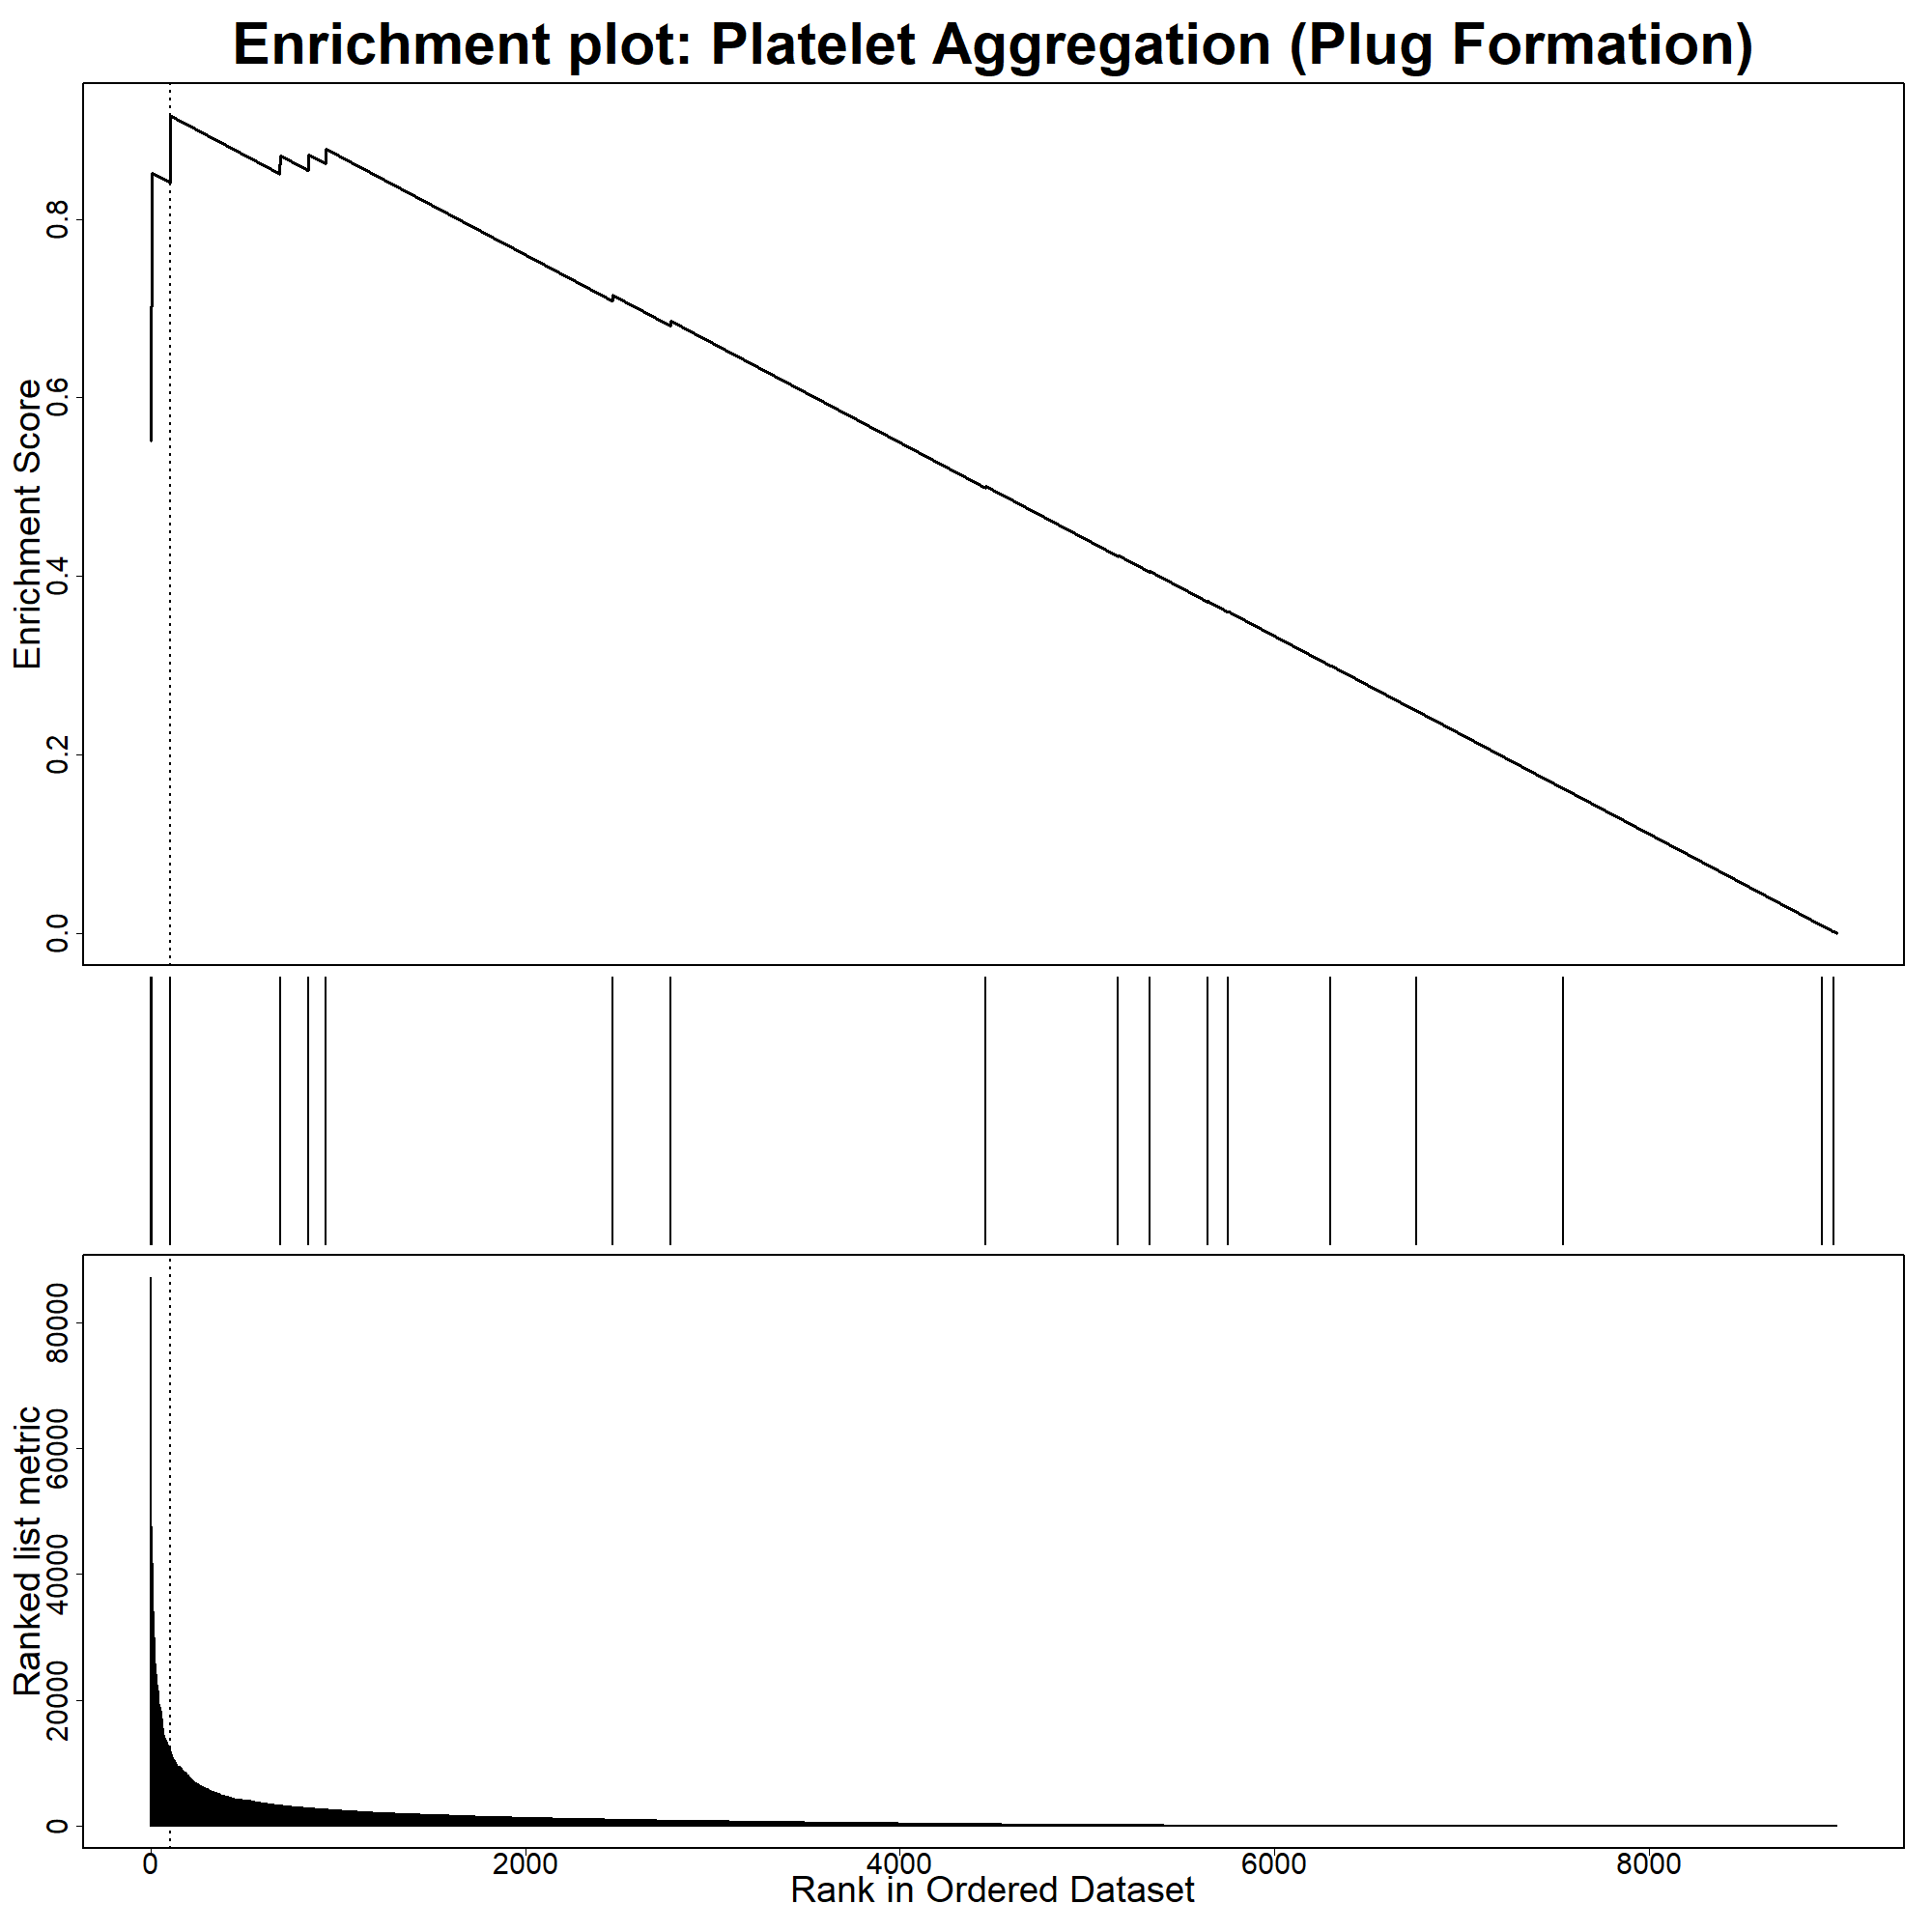 Enrichment plot: Platelet Aggregation (Plug Formation)
Enrichment Score
0.8
0.6
0.4
0.2
0.0
Ranked list metric
80000
60000
40000
20000
0
0 2000 4000 6000 8000
Rank in Ordered Dataset